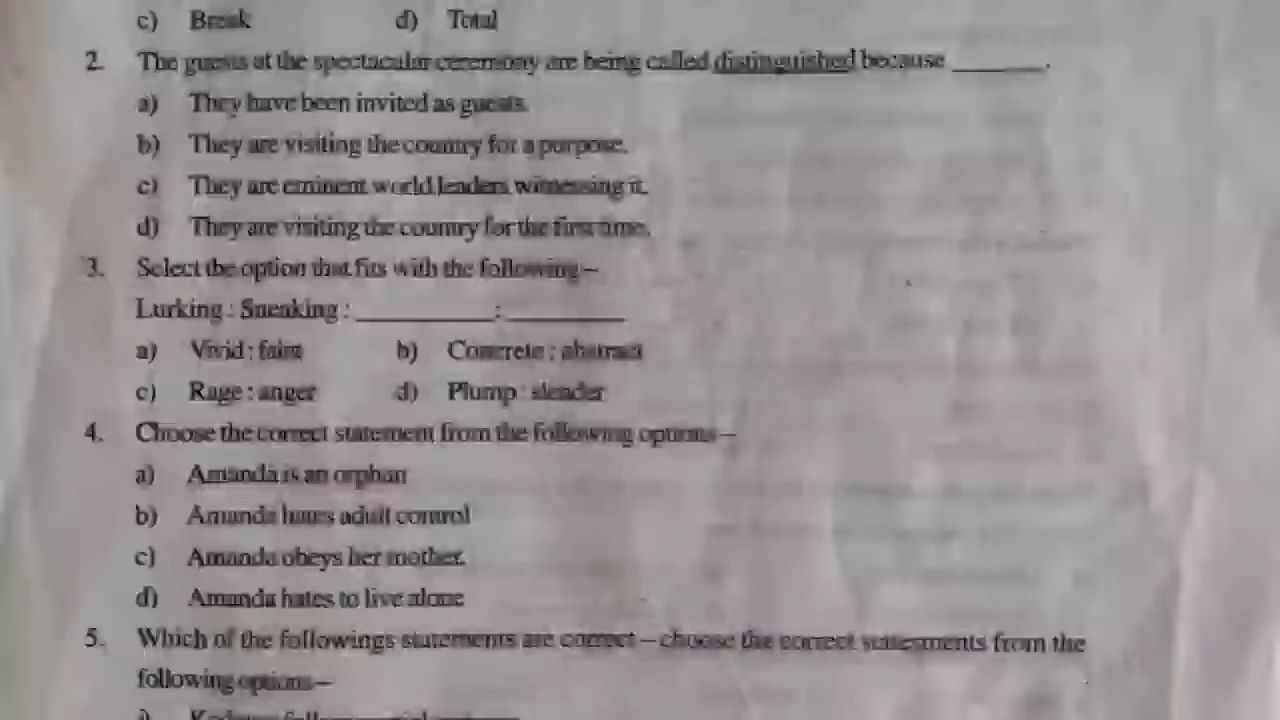 c) Break d) Total
2. The guests at the spectacular ceremony are being called distinguished because ______.
a) They have been invited as guests.
b) They are visiting the country for a purpose.
c) They are eminent world leaders witnessing it.
d) They are visiting the country for the first time.
3. Select the option that fits with the following –
Lurking : Sneaking : _________ : ________
a) Vivid : faint b) Concrete : abstract
c) Rage : anger d) Plump : slender
4. Choose the correct statement from the following options –
a) Amanda is an orphan
b) Amanda hates adult control
c) Amanda obeys her mother.
d) Amanda hates to live alone
5. Which of the followings statements are correct – choose the correct statesments from the
following options –
i)